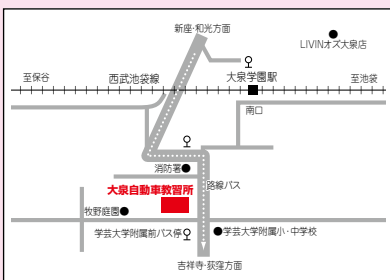 新座・和光方面
LIVINオズ大泉店
至保谷
西武池袋線
大泉学園駅
至池袋
南口
消防署
路線バス
大泉自動車教習所
牧野庭園
学芸大学附属前バス停
学芸大学附属小・中学校
吉祥寺・荻窪方面